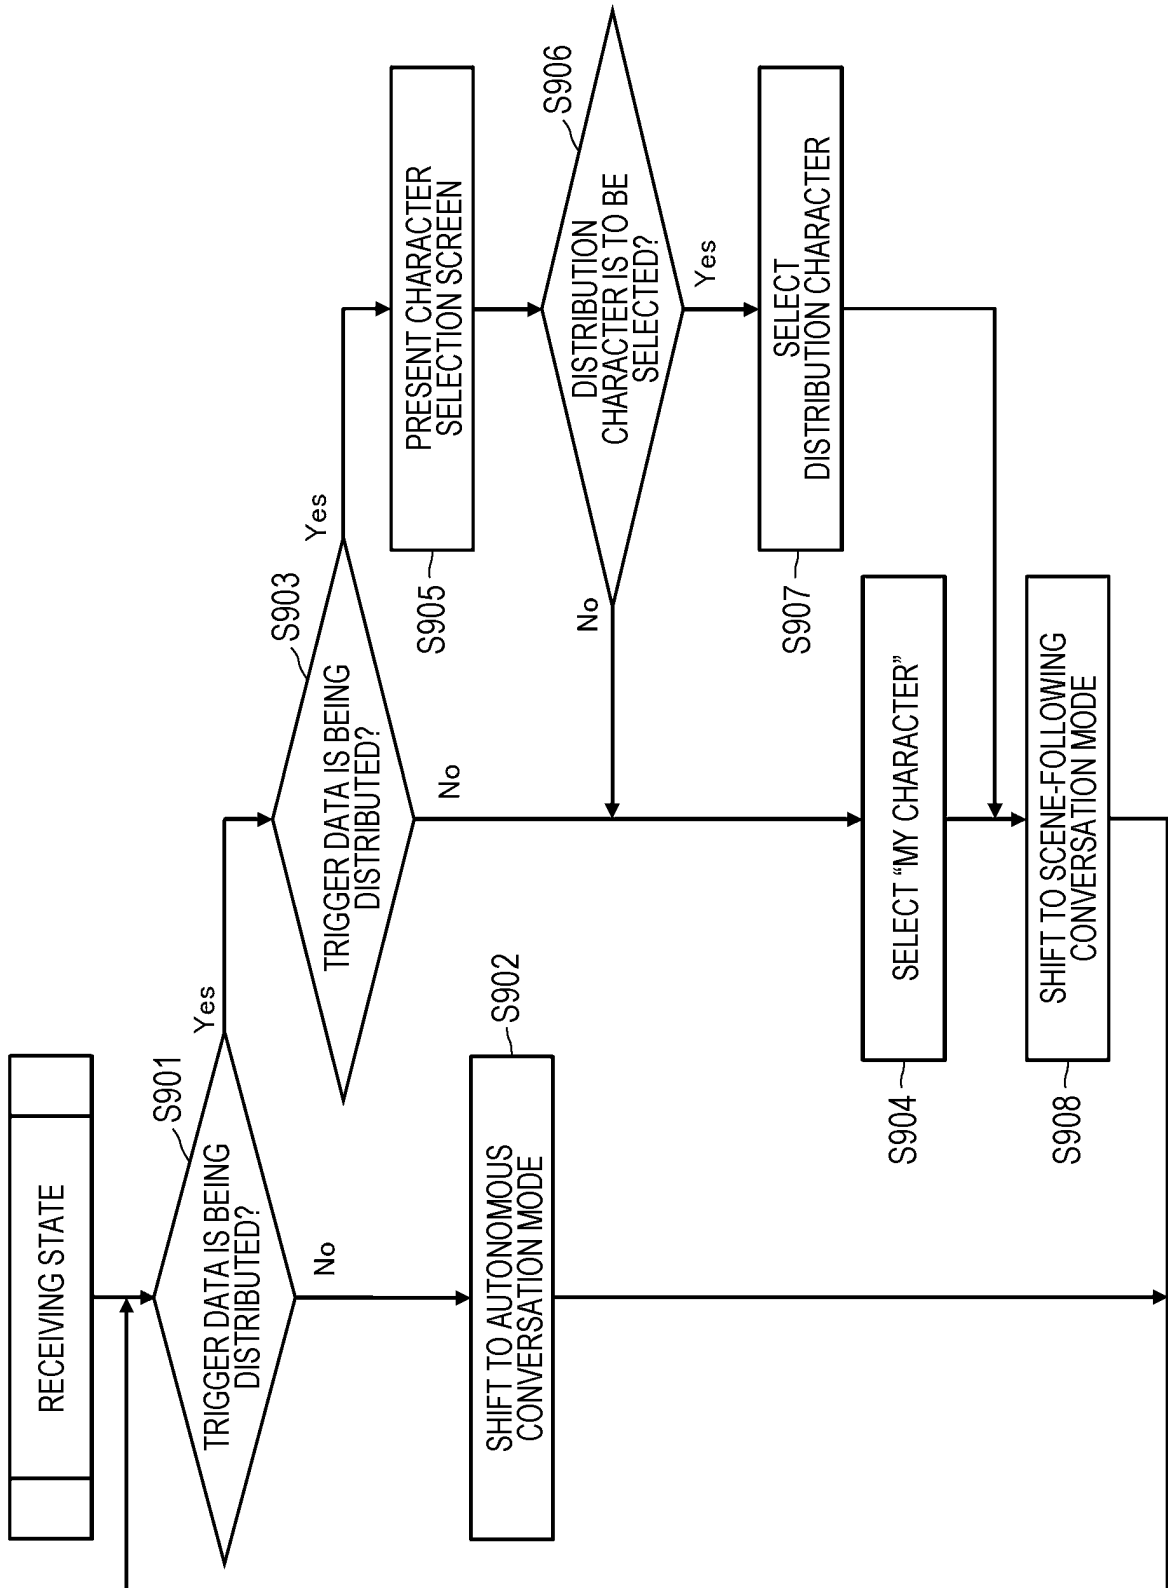 RECEIVING STATE
S901
TRIGGER DATA IS BEING
DISTRIBUTED?
Yes
No
S902
SHIFT TO AUTONOMOUS
CONVERSATION MODE
S903
TRIGGER DATA IS BEING
DISTRIBUTED?
Yes
No
S905
PRESENT CHARACTER
SELECTION SCREEN
S906
DISTRIBUTION
CHARACTER IS TO BE
SELECTED?
No
Yes
S907
SELECT
DISTRIBUTION CHARACTER
S904
SELECT “MY CHARACTER”
S908
SHIFT TO SCENE-FOLLOWING
CONVERSATION MODE